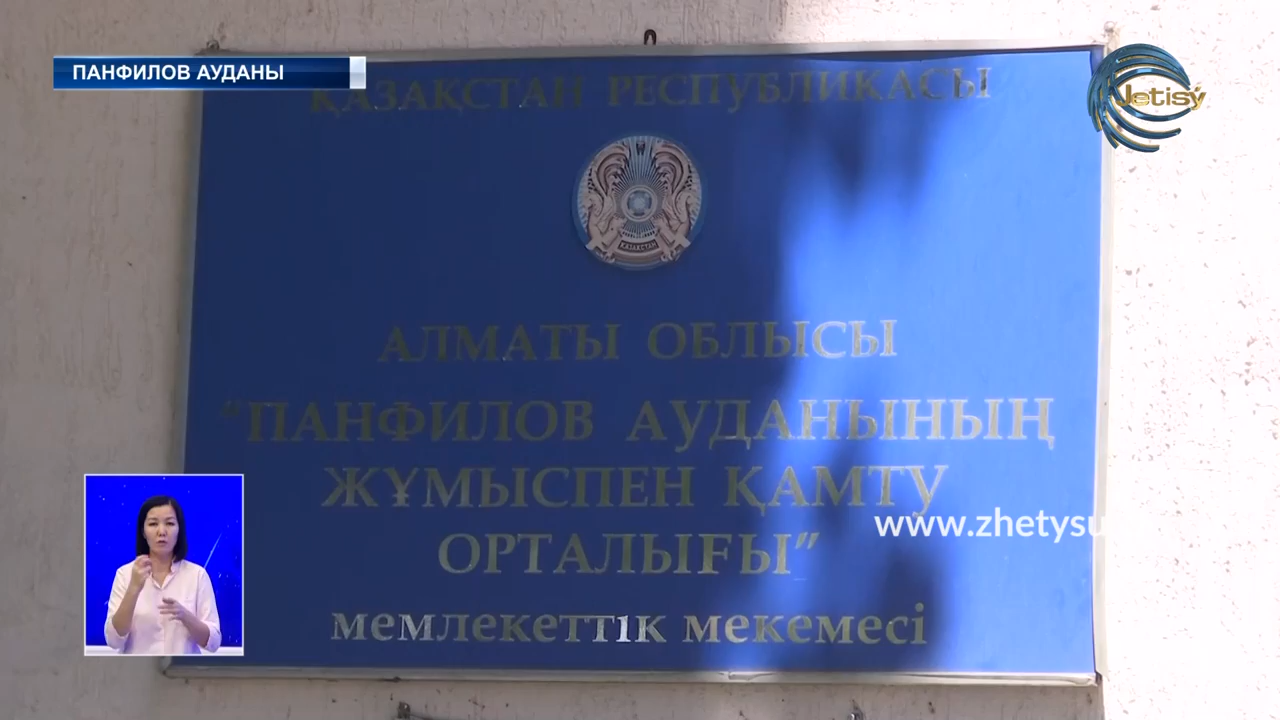 ПАНФИЛОВ АУДАНЫ
Jetisý
ҚАЗАҚСТАН РЕСПУБЛИКАСЫ
ҚАЗАҚСТАН
АЛМАТЫ ОБЛЫСЫ
“ПАНФИЛОВ АУДАНЫНЫҢ
ЖҰМЫСПЕН ҚАМТУ
ОРТАЛЫҒЫ”
www.zhetysu
мемлекеттік мекемесі